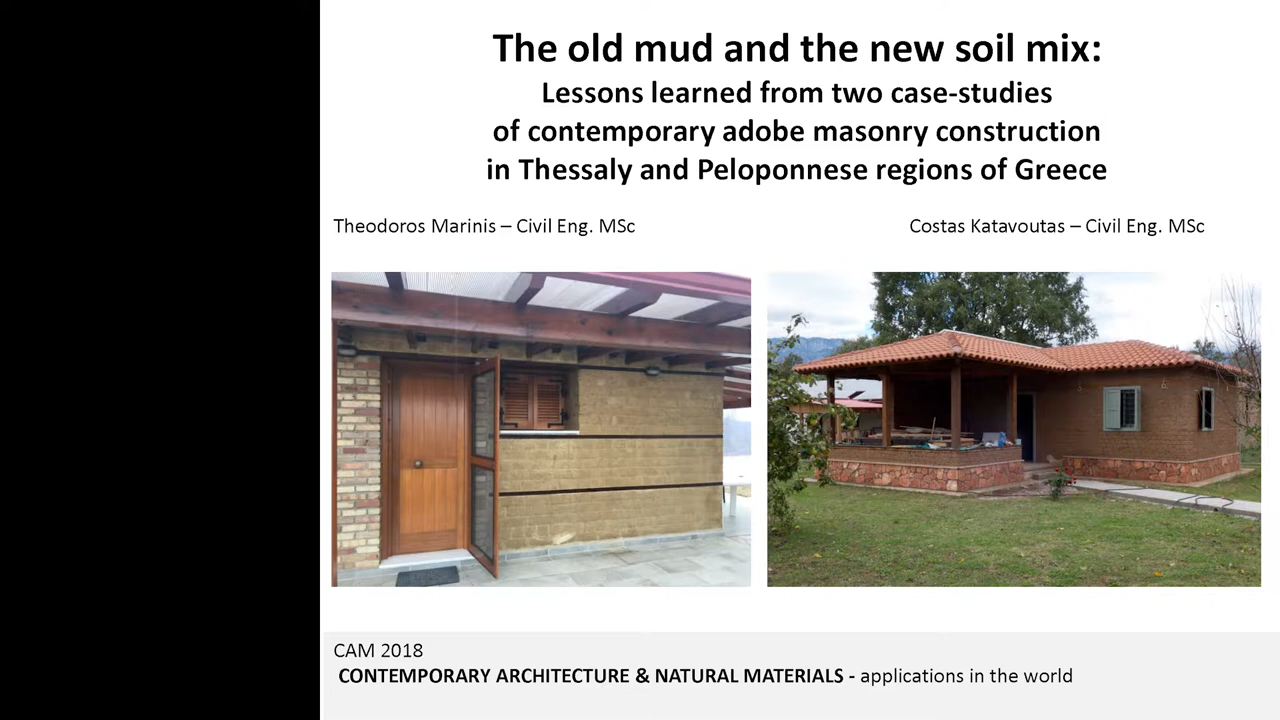 The old mud and the new soil mix:
Lessons learned from two case-studies
of contemporary adobe masonry construction
in Thessaly and Peloponnese regions of Greece
Theodoros Marinis – Civil Eng. MSc
Costas Katavoutas – Civil Eng. MSc
CAM 2018
CONTEMPORARY ARCHITECTURE & NATURAL MATERIALS - applications in the world